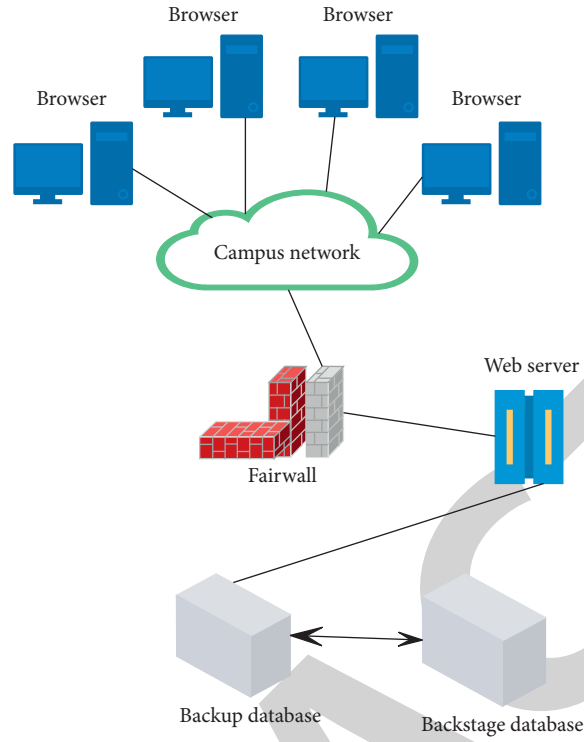 Browser
Browser
Browser
Browser
Campus network
Web server
Fairwall
Backup database
Backstage database